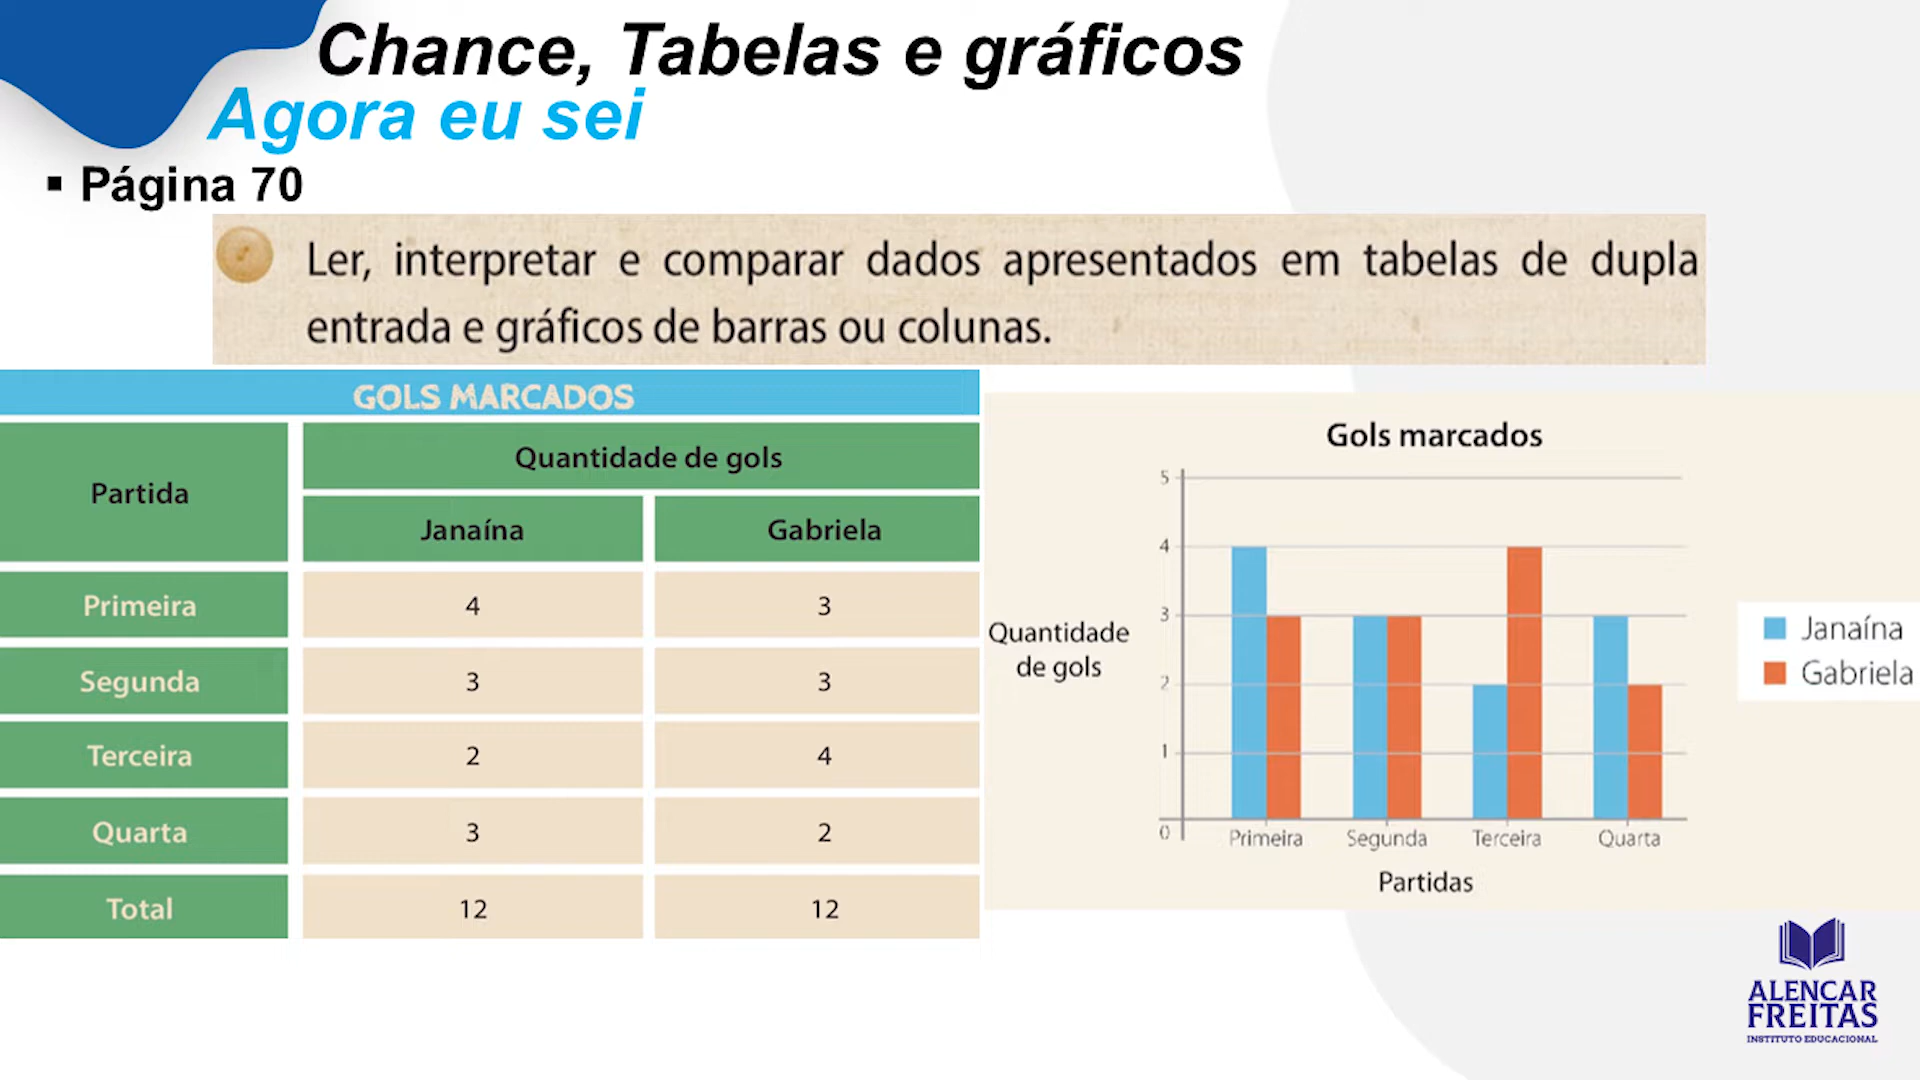 Chance, Tabelas e gráficos
Agora eu sei
▪ Página 70
Ler, interpretar e comparar dados apresentados em tabelas de dupla
entrada e gráficos de barras ou colunas.
GOLS MARCADOS
Partida
Quantidade de gols
Janaína Gabriela
Primeira 4 3
Segunda 3 3
Terceira 2 4
Quarta 3 2
Total 12 12
Gols marcados
5
4
3
2
1
0
Quantidade
de gols
Primeira Segunda Terceira Quarta
Partidas
Janaína
Gabriela
ALENCAR
FREITAS
INSTITUTO EDUCACIONAL